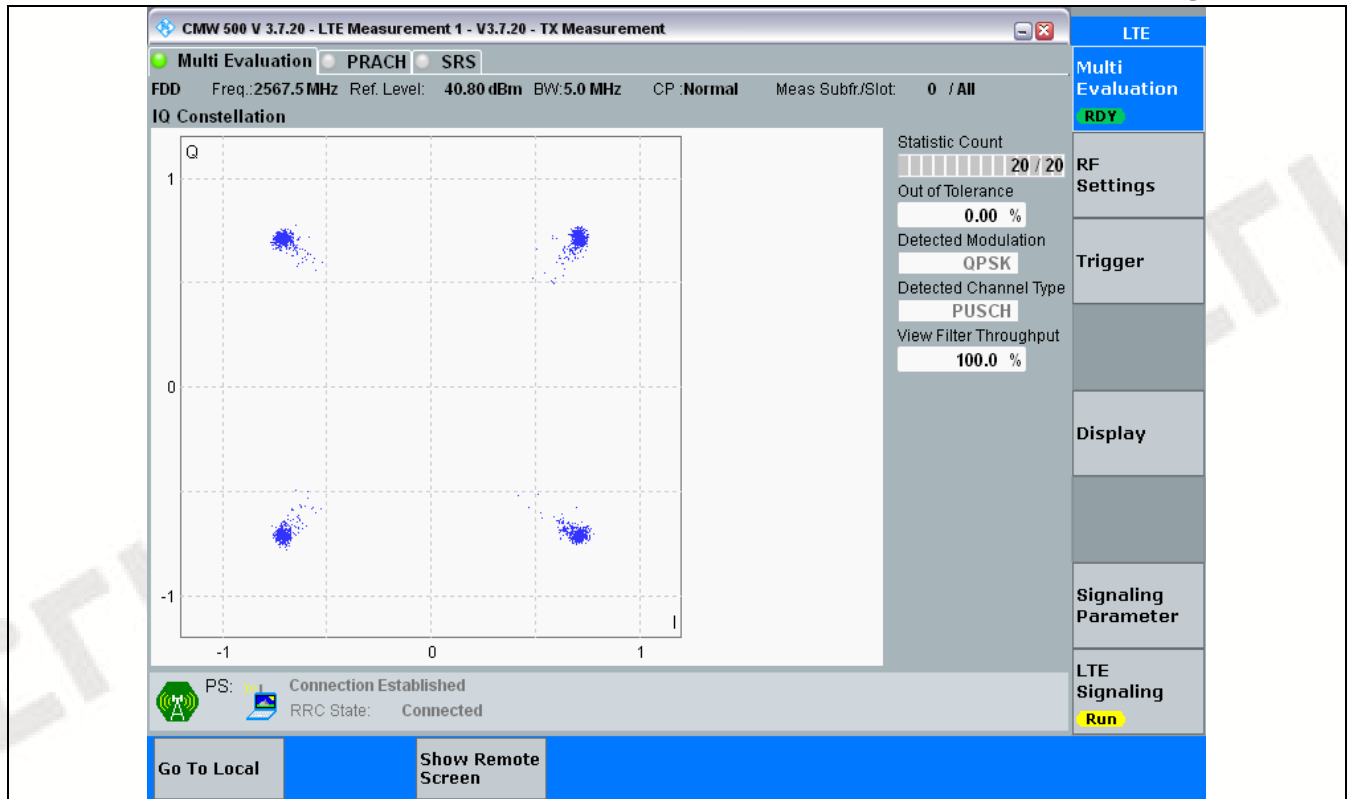 CMW 500 V 3.7.20 - LTE Measurement 1 - V3.7.20 - TX Measurement
LTE
Multi Evaluation PRACH SRS
FDD Freq.:2567.5 MHz Ref. Level: 40.80 dBm BW:5.0 MHz CP :Normal Meas Subfr./Slot: 0 / All
IQ Constellation
Multi
Evaluation
RDY
Q
1
0
-1
I
-1 0 1
Statistic Count
20 / 20
Out of Tolerance
0.00 %
Detected Modulation
QPSK
Detected Channel Type
PUSCH
View Filter Throughput
100.0 %
RF
Settings
Trigger
Display
Signaling
Parameter
LTE
Signaling
Run
PS: Connection Established
RRC State: Connected
Go To Local
Show Remote
Screen